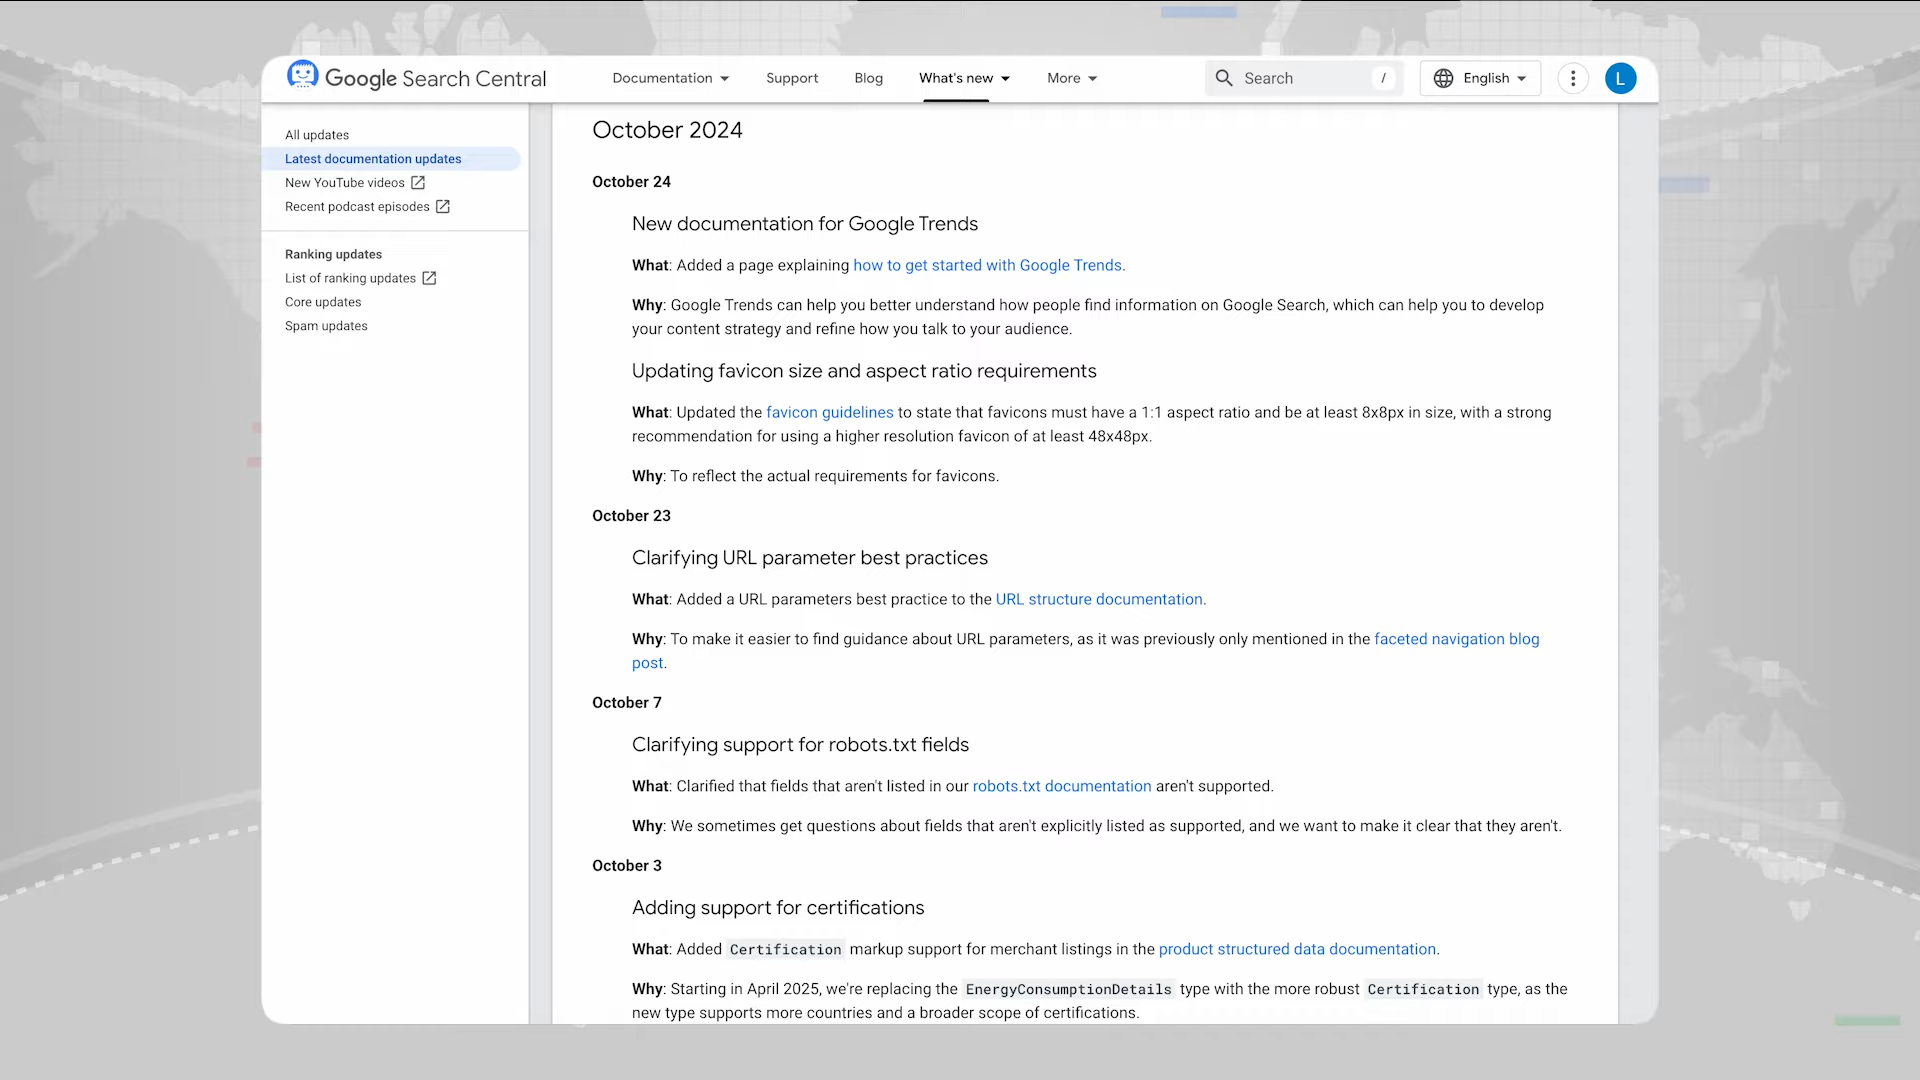 Google Search Central
Documentation
Support
Blog
What's new
More
Search
/
English
L
All updates
Latest documentation updates
New YouTube videos
Recent podcast episodes
Ranking updates
List of ranking updates
Core updates
Spam updates
October 2024
October 24
New documentation for Google Trends
What: Added a page explaining how to get started with Google Trends.
Why: Google Trends can help you better understand how people find information on Google Search, which can help you to develop
your content strategy and refine how you talk to your audience.
Updating favicon size and aspect ratio requirements
What: Updated the favicon guidelines to state that favicons must have a 1:1 aspect ratio and be at least 8x8px in size, with a strong
recommendation for using a higher resolution favicon of at least 48x48px.
Why: To reflect the actual requirements for favicons.
October 23
Clarifying URL parameter best practices
What: Added a URL parameters best practice to the URL structure documentation.
Why: To make it easier to find guidance about URL parameters, as it was previously only mentioned in the faceted navigation blog
post.
October 7
Clarifying support for robots.txt fields
What: Clarified that fields that aren't listed in our robots.txt documentation aren't supported.
Why: We sometimes get questions about fields that aren't explicitly listed as supported, and we want to make it clear that they aren't.
October 3
Adding support for certifications
What: Added Certification markup support for merchant listings in the product structured data documentation.
Why: Starting in April 2025, we're replacing the EnergyConsumptionDetails type with the more robust Certification type, as the
new type supports more countries and a broader scope of certifications.